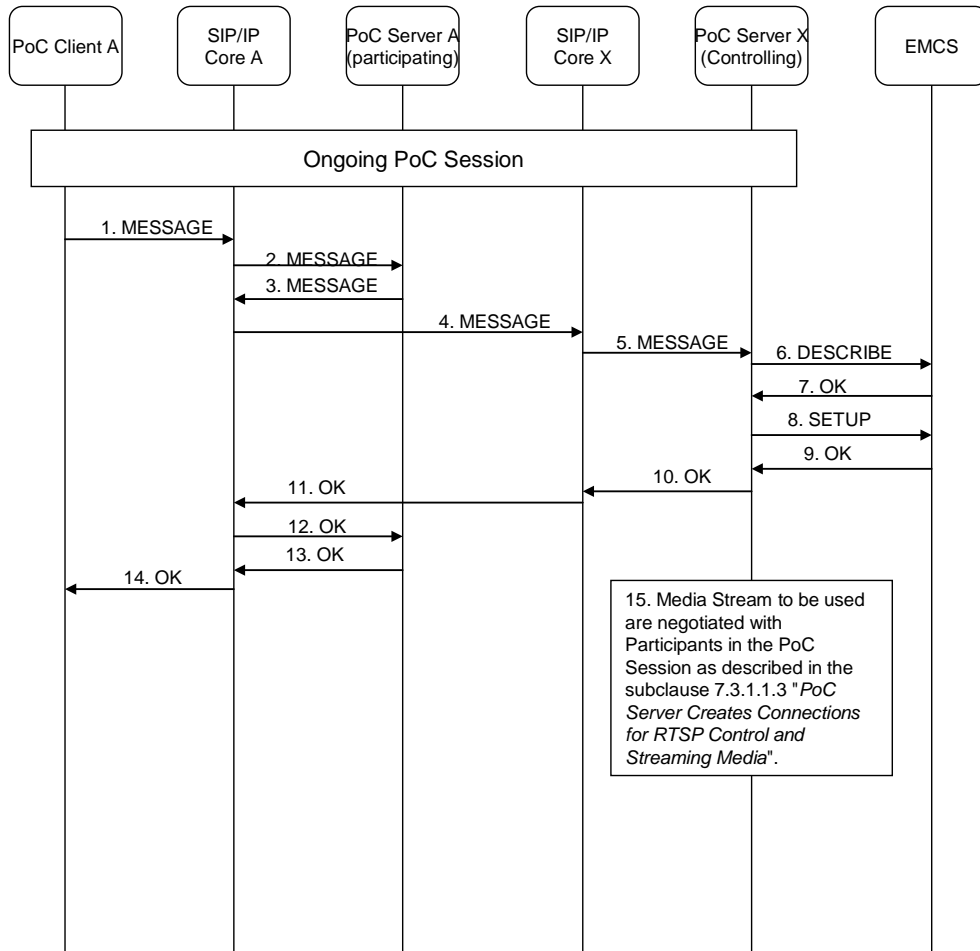 PoC Client A
SIP/IP
Core A
PoC Server A
(participating)
SIP/IP
Core X
PoC Server X
(Controlling)
EMCS
Ongoing PoC Session
1. MESSAGE
2. MESSAGE
3. MESSAGE
4. MESSAGE
5. MESSAGE
6. DESCRIBE
7. OK
8. SETUP
9. OK
10. OK
11. OK
12. OK
13. OK
14. OK
15. Media Stream to be used
are negotiated with
Participants in the PoC
Session as described in the
subclause 7.3.1.1.3 "PoC
Server Creates Connections
for RTSP Control and
Streaming Media".